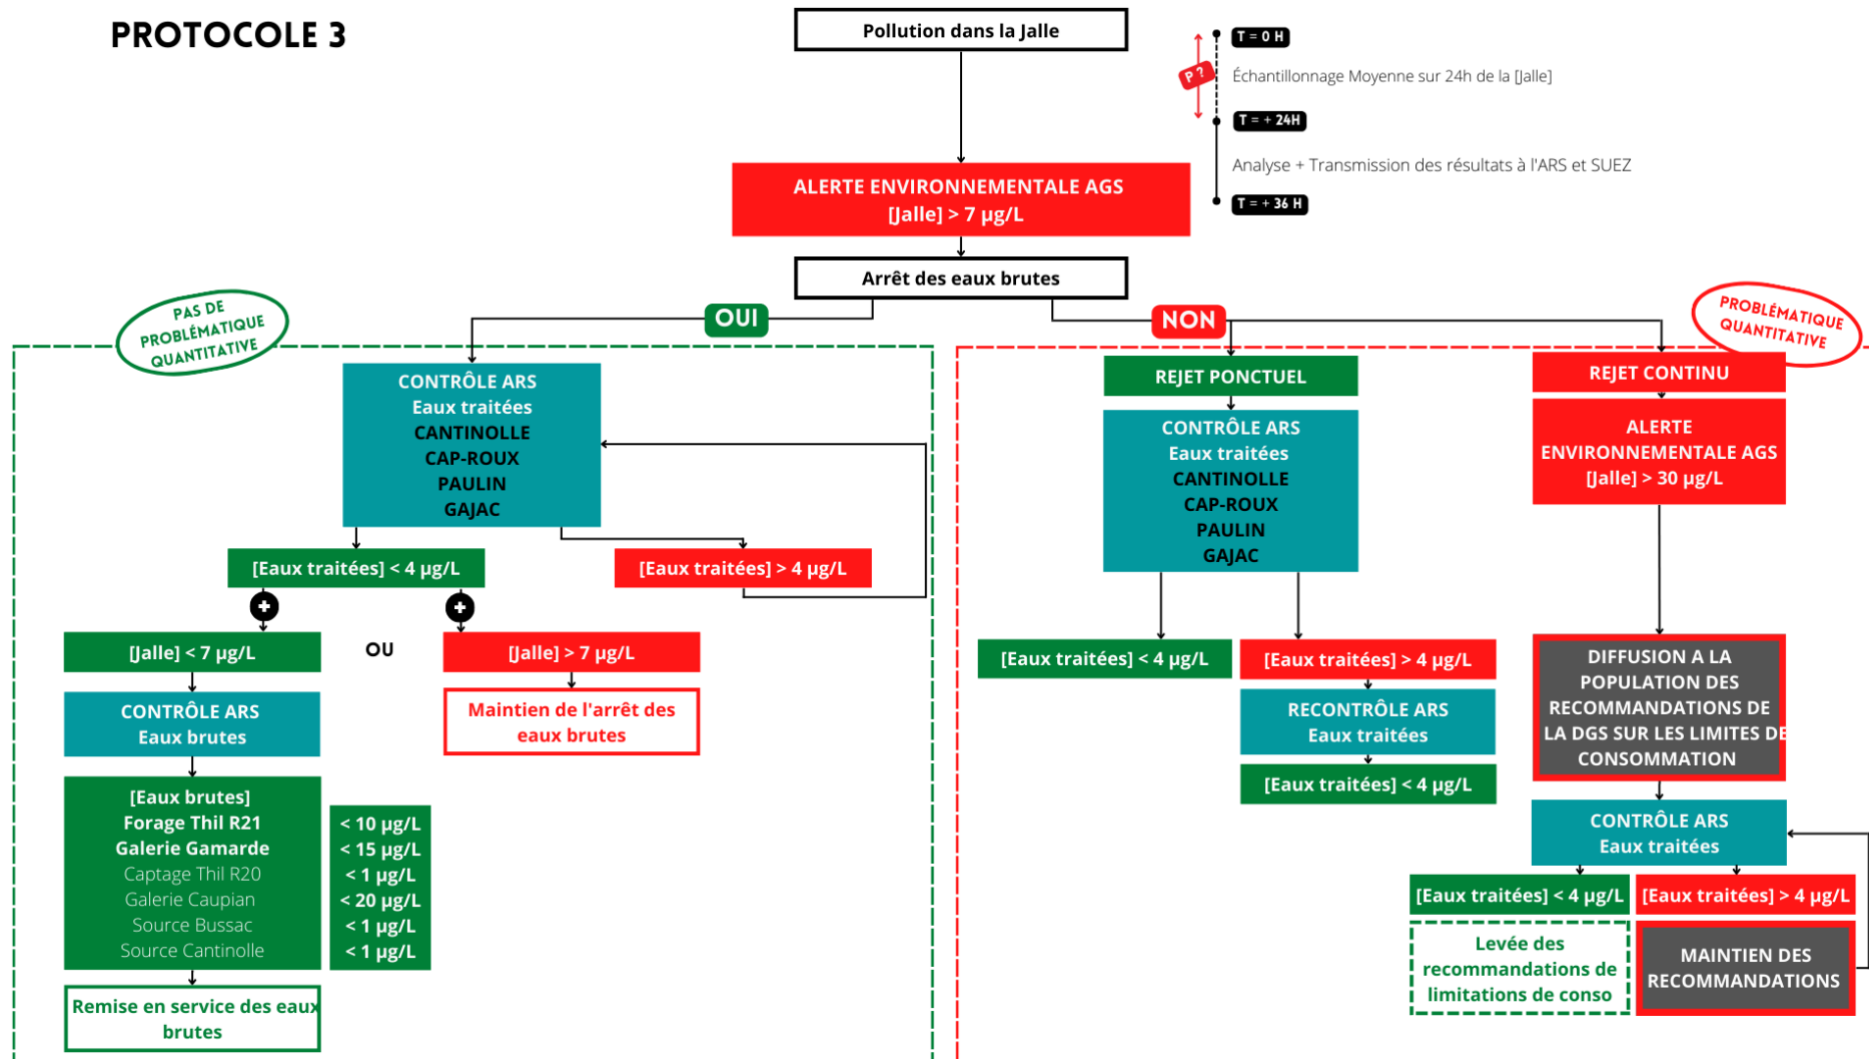 PROTOCOLE 3
Pollution dans la Jalle
T = 0 H
P ?
Échantillonnage Moyenne sur 24h de la [Jalle]
T = + 24H
Analyse + Transmission des résultats à l'ARS et SUEZ
T = + 36 H
ALERTE ENVIRONNEMENTALE AGS
[Jalle] > 7 µg/L
Arrêt des eaux brutes
OUI
NON
PAS DE
PROBLÉMATIQUE
QUANTITATIVE
CONTRÔLE ARS
Eaux traitées
CANTINOLLE
CAP-ROUX
PAULIN
GAJAC
[Eaux traitées] < 4 µg/L
[Eaux traitées] > 4 µg/L
+
+
[Jalle] < 7 µg/L
OU
[Jalle] > 7 µg/L
CONTRÔLE ARS
Eaux brutes
Maintien de l'arrêt des
eaux brutes
[Eaux brutes]
Forage Thil R21 < 10 µg/L
Galerie Gamarde < 15 µg/L
Captage Thil R20 < 1 µg/L
Galerie Caupian < 20 µg/L
Source Bussac < 1 µg/L
Source Cantinolle < 1 µg/L
Remise en service des eaux
brutes
PROBLÉMATIQUE
QUANTITATIVE
REJET PONCTUEL
CONTRÔLE ARS
Eaux traitées
CANTINOLLE
CAP-ROUX
PAULIN
GAJAC
[Eaux traitées] < 4 µg/L
[Eaux traitées] > 4 µg/L
RECONTRÔLE ARS
Eaux traitées
[Eaux traitées] < 4 µg/L
REJET CONTINU
ALERTE
ENVIRONNEMENTALE AGS
[Jalle] > 30 µg/L
DIFFUSION A LA
POPULATION DES
RECOMMANDATIONS DE
LA DGS SUR LES LIMITES DE
CONSOMMATION
CONTRÔLE ARS
Eaux traitées
[Eaux traitées] < 4 µg/L
[Eaux traitées] > 4 µg/L
Levée des
recommandations de
limitations de conso
MAINTIEN DES
RECOMMANDATIONS